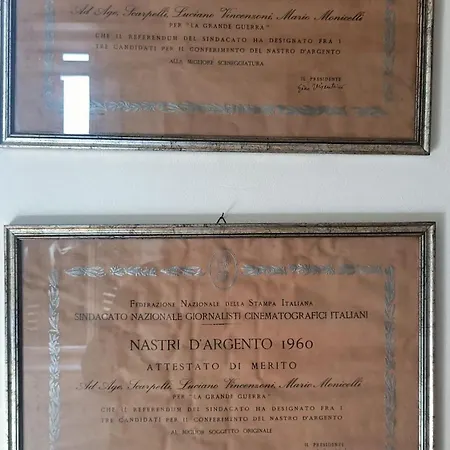 Ad Age, Scarpelli, Luciano Vincenzoni, Mario Monicelli
PER "LA GRANDE GUERRA"
CHE IL REFERENDUM DEL SINDACATO HA DESIGNATO FRA I
TRE CANDIDATI PER IL CONFERIMENTO DEL NASTRO D'ARGENTO
ALLA MIGLIORE SCENEGGIATURA
IL PRESIDENTE
FEDERAZIONE NAZIONALE DELLA STAMPA ITALIANA
SINDACATO NAZIONALE GIORNALISTI CINEMATOGRAFICI ITALIANI
NASTRI D'ARGENTO 1960
ATTESTATO DI MERITO
Ad Age, Scarpelli, Luciano Vincenzoni, Mario Monicelli
PER "LA GRANDE GUERRA"
CHE IL REFERENDUM DEL SINDACATO HA DESIGNATO FRA I
TRE CANDIDATI PER IL CONFERIMENTO DEL NASTRO D'ARGENTO
AL MIGLIOR SOGGETTO ORIGINALE
IL PRESIDENTE